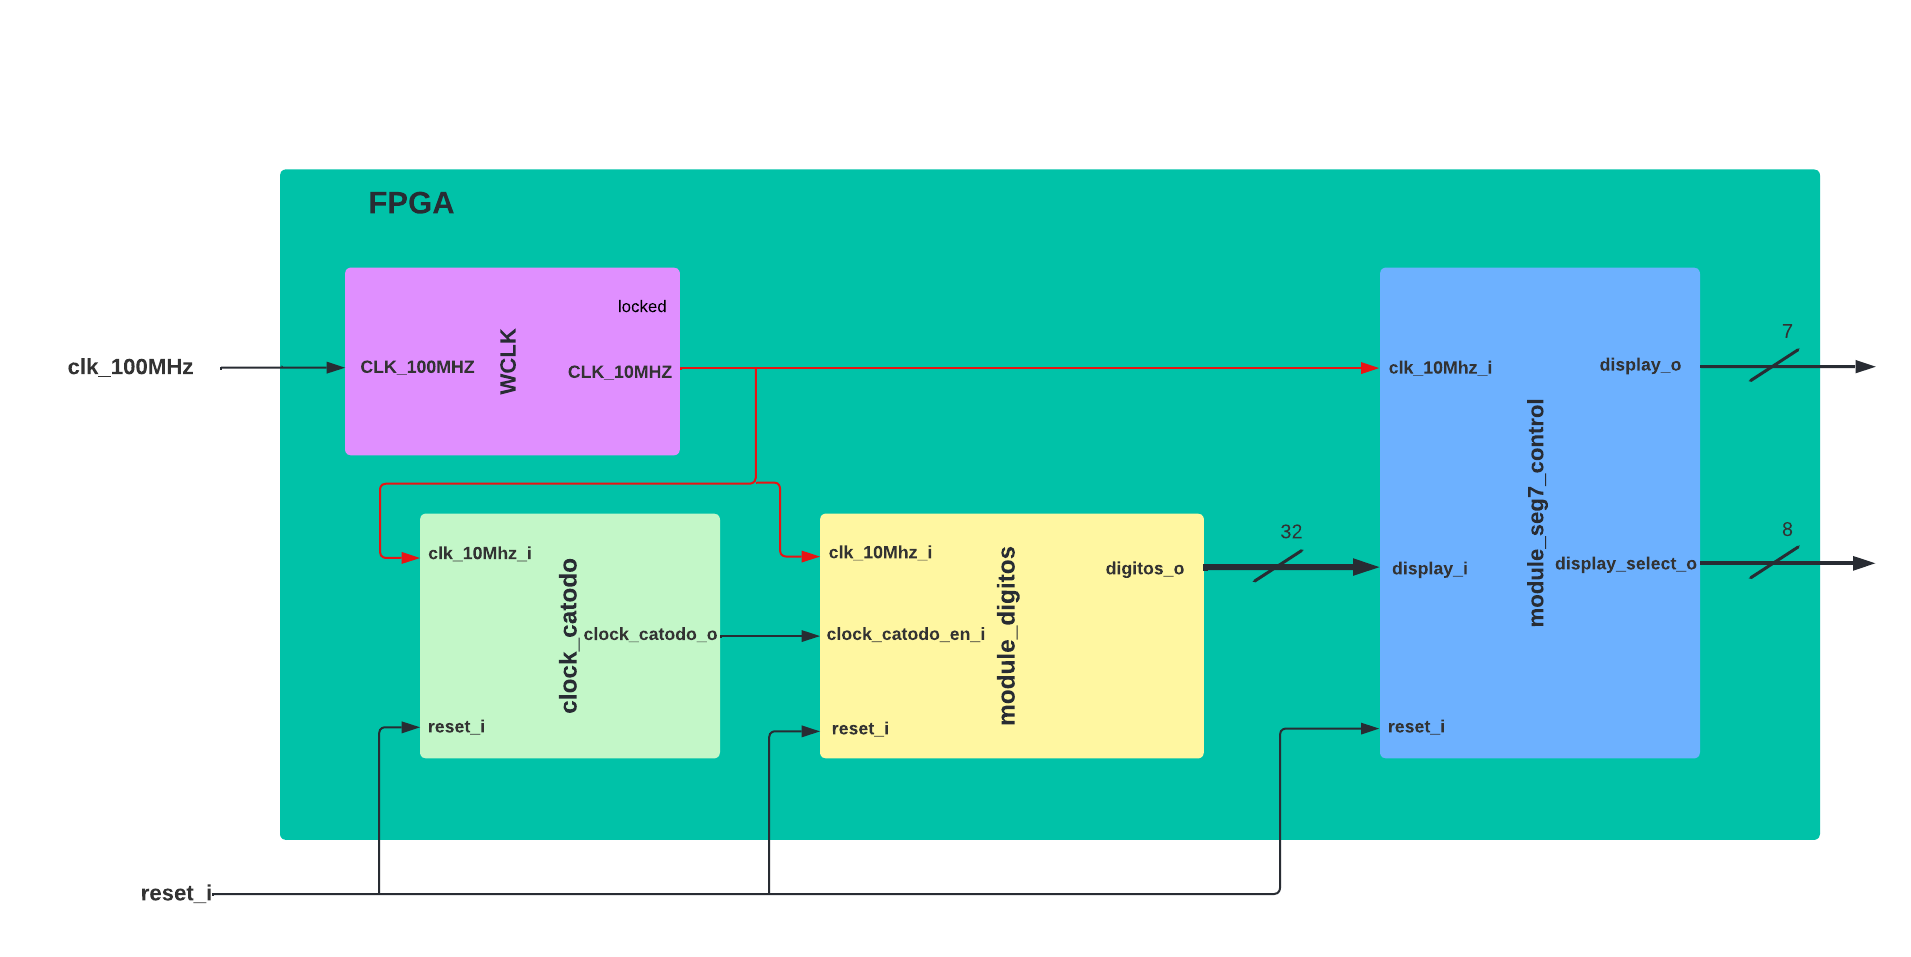 FPGA
clk_100MHz
CLK_100MHZ
WCLK
locked
CLK_10MHZ
clk_10Mhz_i
display_o
7
module_seg7_control
display_i
display_select_o
8
reset_i
clk_10Mhz_i
clock_catodo
clock_catodo_o
reset_i
clk_10Mhz_i
clock_catodo_en_i
module_digitos
digitos_o
32
reset_i
reset_i